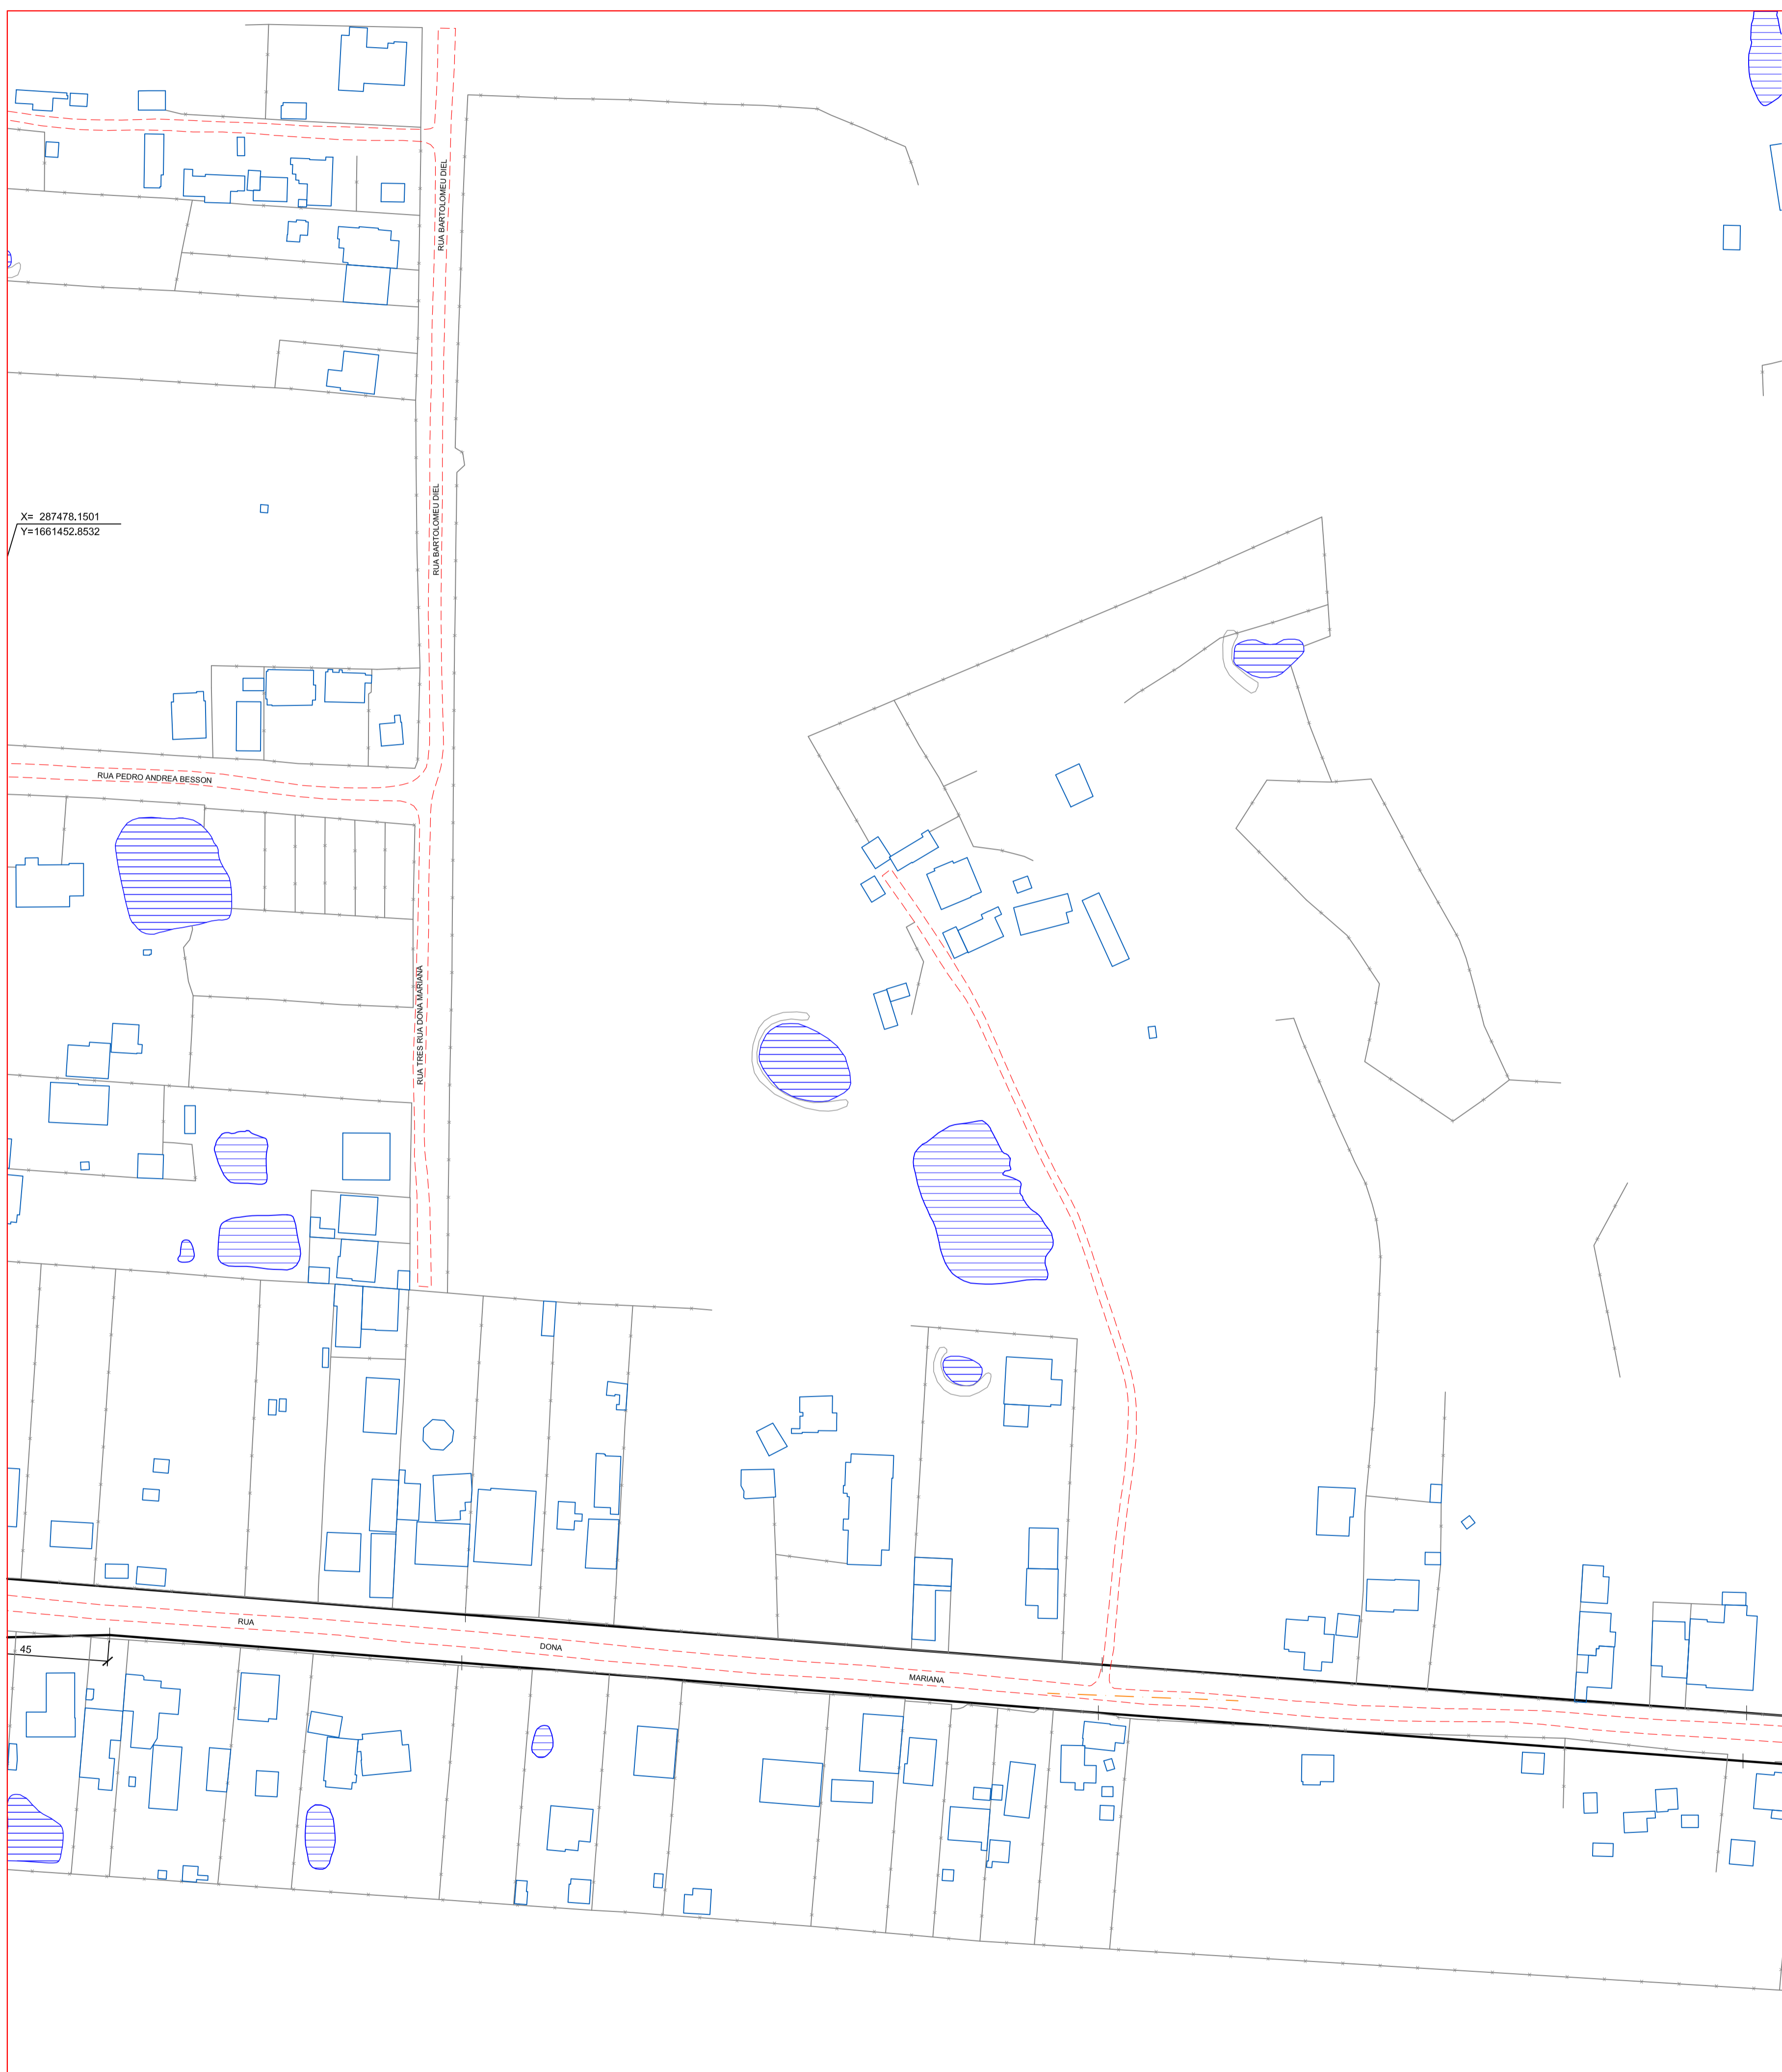 RUA BARTOLOMEU DIEL
RUA BARTOLOMEU DIEL
X= 287478.1501
Y=1661452.8532
RUA PEDRO ANDREA BESSON
RUA TRES RUA DONA MARIANA
RUA
DONA
MARIANA
45